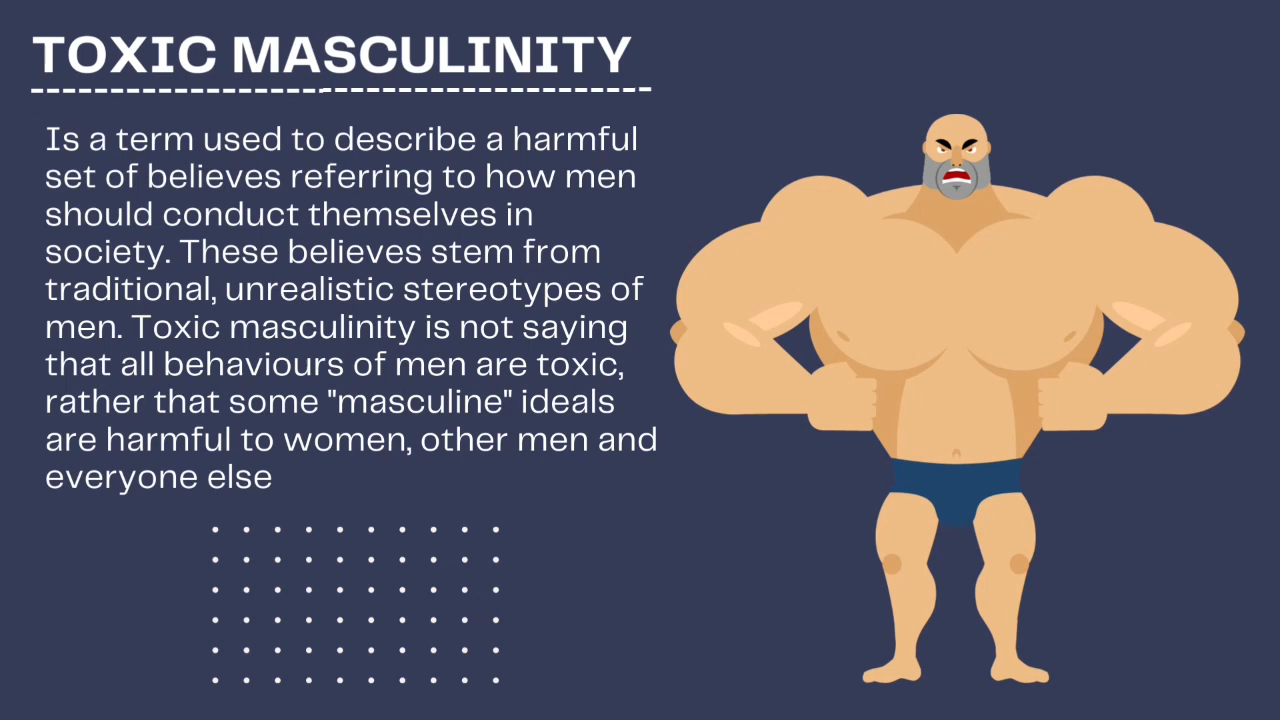 TOXIC MASCULINITY
Is a term used to describe a harmful
set of believes referring to how men
should conduct themselves in
society. These believes stem from
traditional, unrealistic stereotypes of
men. Toxic masculinity is not saying
that all behaviours of men are toxic,
rather that some "masculine" ideals
are harmful to women, other men and
everyone else